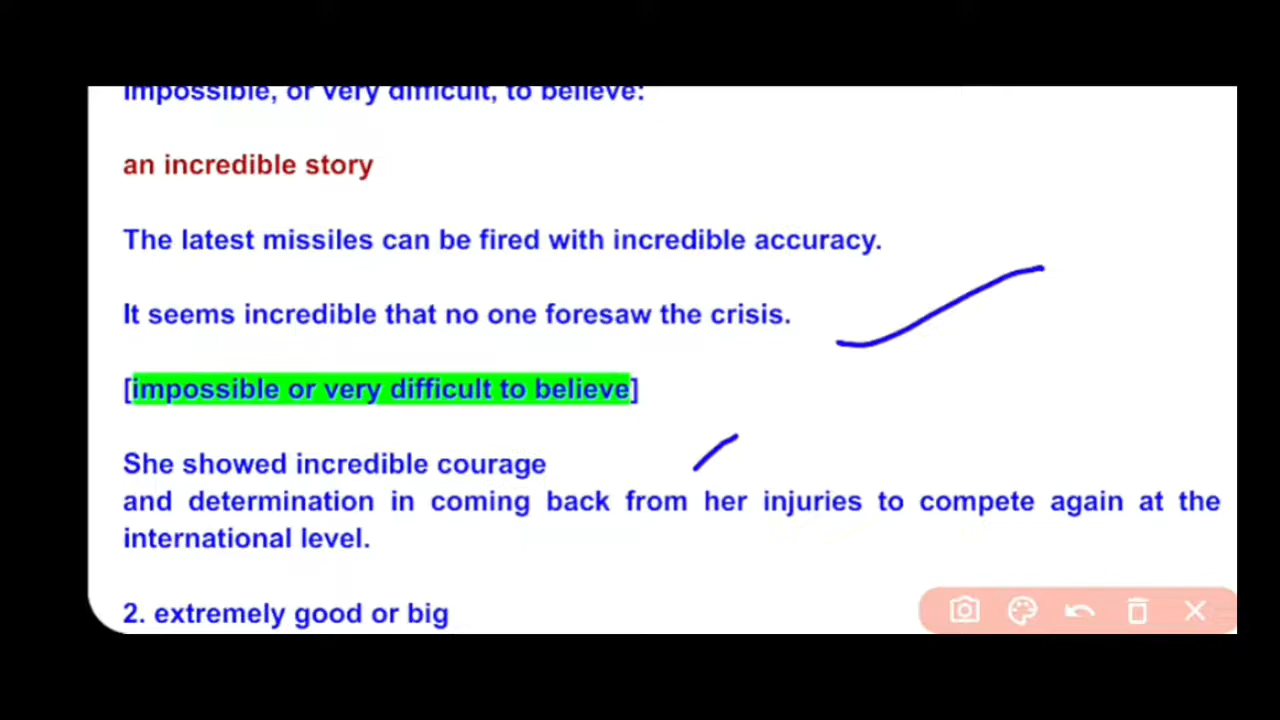 impossible, or very difficult, to believe:
an incredible story
The latest missiles can be fired with incredible accuracy.
It seems incredible that no one foresaw the crisis.
[impossible or very difficult to believe]
She showed incredible courage
and determination in coming back from her injuries to compete again at the
international level.
2. extremely good or big